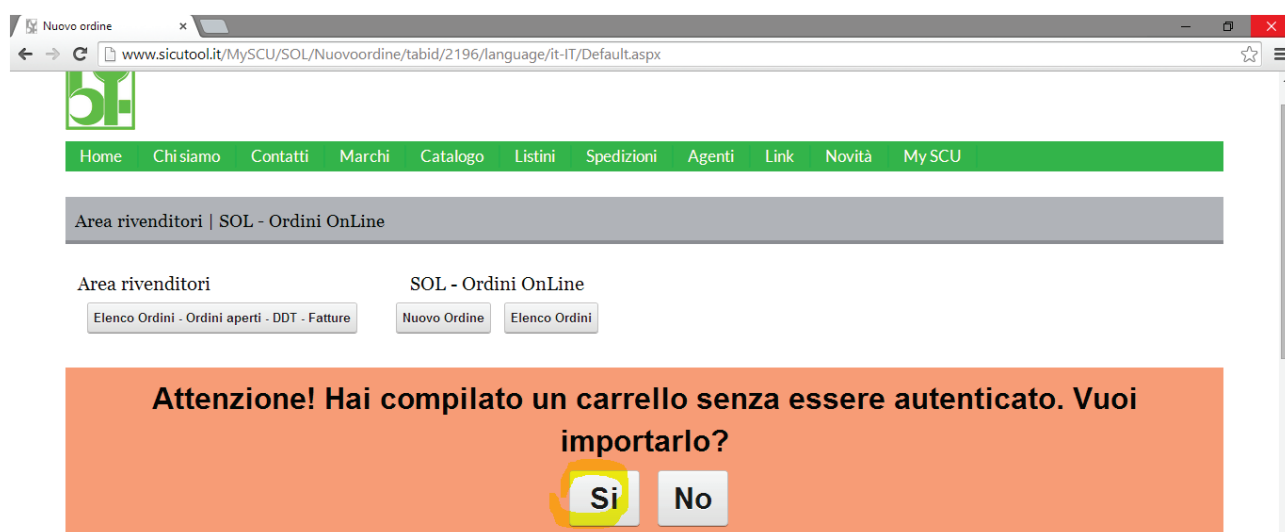 Nuovo ordine
www.sicutool.it/MySCU/SOL/Nuovoordine/tabid/2196/language/it-IT/Default.aspx
Home Chi siamo Contatti Marchi Catalogo Listini Spedizioni Agenti Link Novità My SCU
Area rivenditori | SOL - Ordini OnLine
Area rivenditori SOL - Ordini OnLine
Elenco Ordini - Ordini aperti - DDT - Fatture Nuovo Ordine Elenco Ordini
Attenzione! Hai compilato un carrello senza essere autenticato. Vuoi
importarlo?
Si No